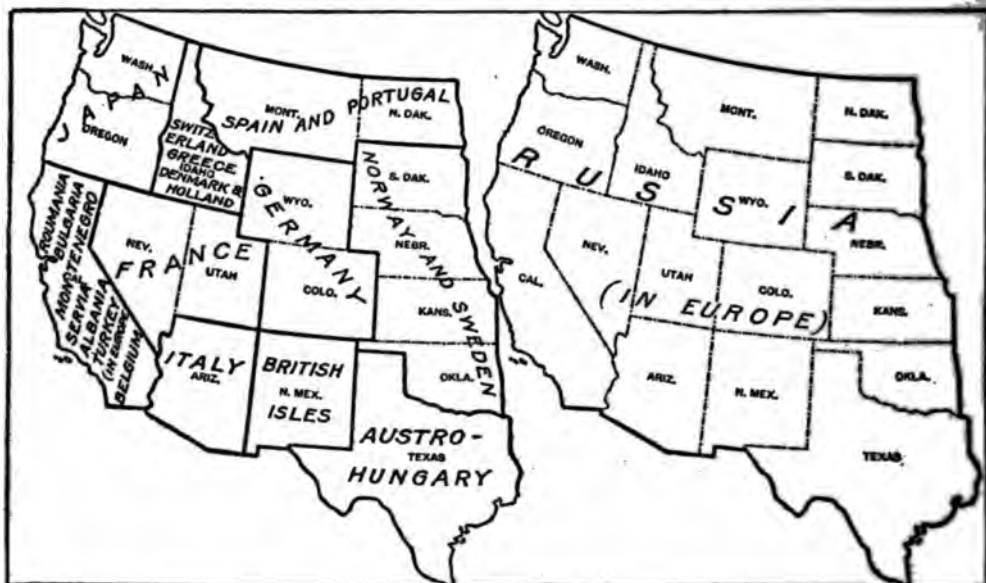 WASH.
JAPAN
OREGON
MONT.
SPAIN AND PORTUGAL
N. DAK.
SWITZ
ERLAND
GREECE
IDAHO
DENMARK &
HOLLAND
WYO.
GERMANY
S. DAK.
NORWAY AND SWEDEN
NEBR.
ROUMANIA
BULGARIA
MONTENEGRO
SERVIA
ALBANIA
TURKEY
(IN EUROPE)
BELGIUM
NEV.
FRANCE
UTAH
COLO.
KANS.
ITALY
ARIZ.
BRITISH
N. MEX.
ISLES
OKLA.
AUSTRO-
TEXAS
HUNGARY
WASH.
MONT.
N. DAK.
OREGON
IDAHO
WYO.
S. DAK.
RUSSIA
NEBR.
CAL.
NEV.
UTAH
COLO.
(IN EUROPE)
KANS.
ARIZ.
N. MEX.
OKLA.
TEXAS